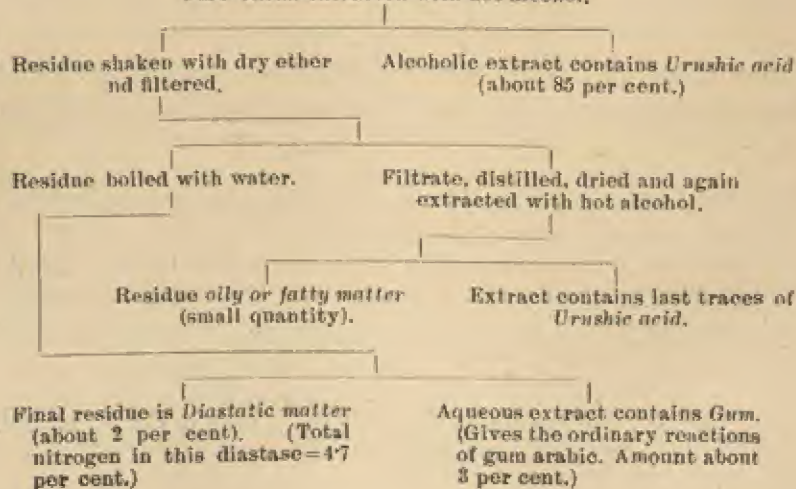 Residue shaken with dry ether
nd filtered.
Alcoholic extract contains Urushic acid
(about 85 per cent.)
Residue boiled with water.
Filtrate, distilled, dried and again
extracted with hot alcohol.
Residue oily or fatty matter
(small quantity).
Extract contains last traces of
Urushic acid.
Final residue is Diastatic matter
(about 2 per cent). (Total
nitrogen in this diastase=4·7
per cent.)
Aqueous extract contains Gum.
(Gives the ordinary reactions
of gum arabic. Amount about
3 per cent.)